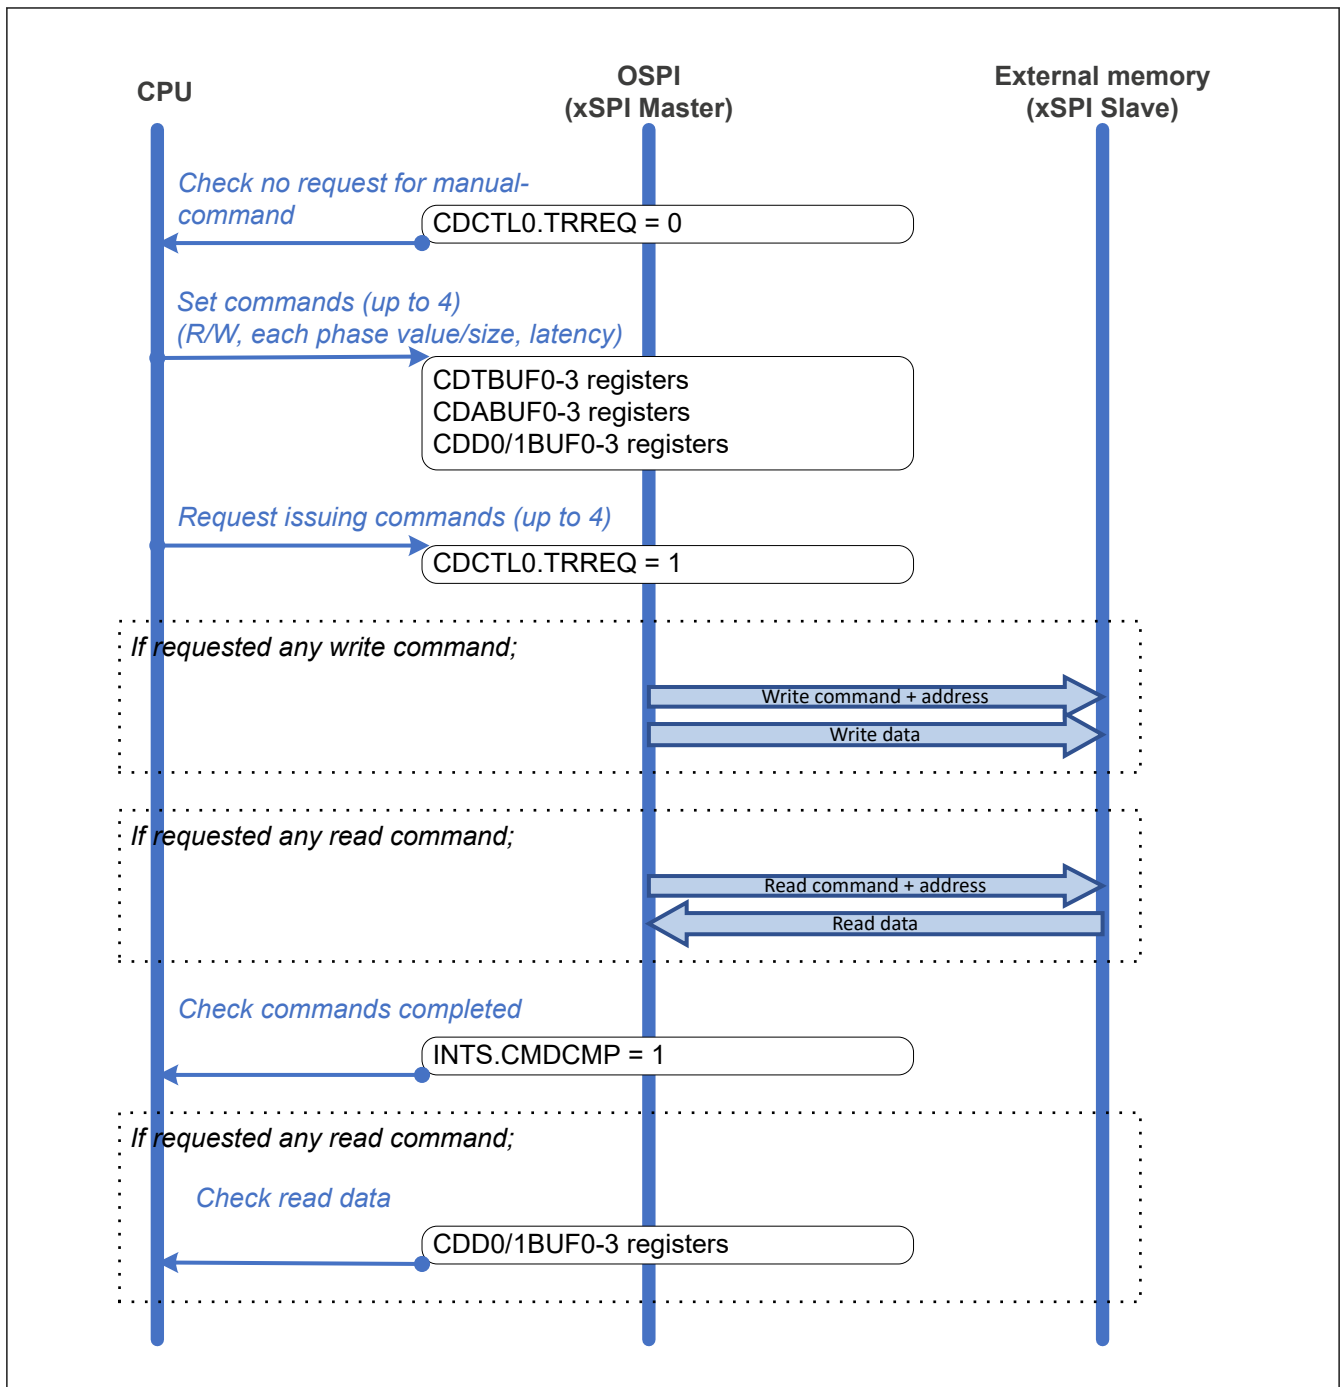 CPU
OSPI
(xSPI Master)
External memory
(xSPI Slave)
Check no request for manual-
command
CDCTL0.TRREQ = 0
Set commands (up to 4)
(R/W, each phase value/size, latency)
CDTBUF0-3 registers
CDABUF0-3 registers
CDD0/1BUF0-3 registers
Request issuing commands (up to 4)
CDCTL0.TRREQ = 1
If requested any write command;
Write command + address
Write data
If requested any read command;
Read command + address
Read data
Check commands completed
INTS.CMDCMP = 1
If requested any read command;
Check read data
CDD0/1BUF0-3 registers